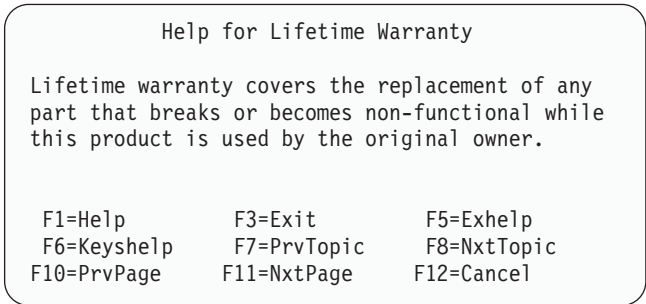 Help for Lifetime Warranty
Lifetime warranty covers the replacement of any
part that breaks or becomes non-functional while
this product is used by the original owner.
F1=Help F3=Exit F5=Exhelp
F6=Keyshelp F7=PrvTopic F8=NxtTopic
F10=PrvPage F11=NxtPage F12=Cancel